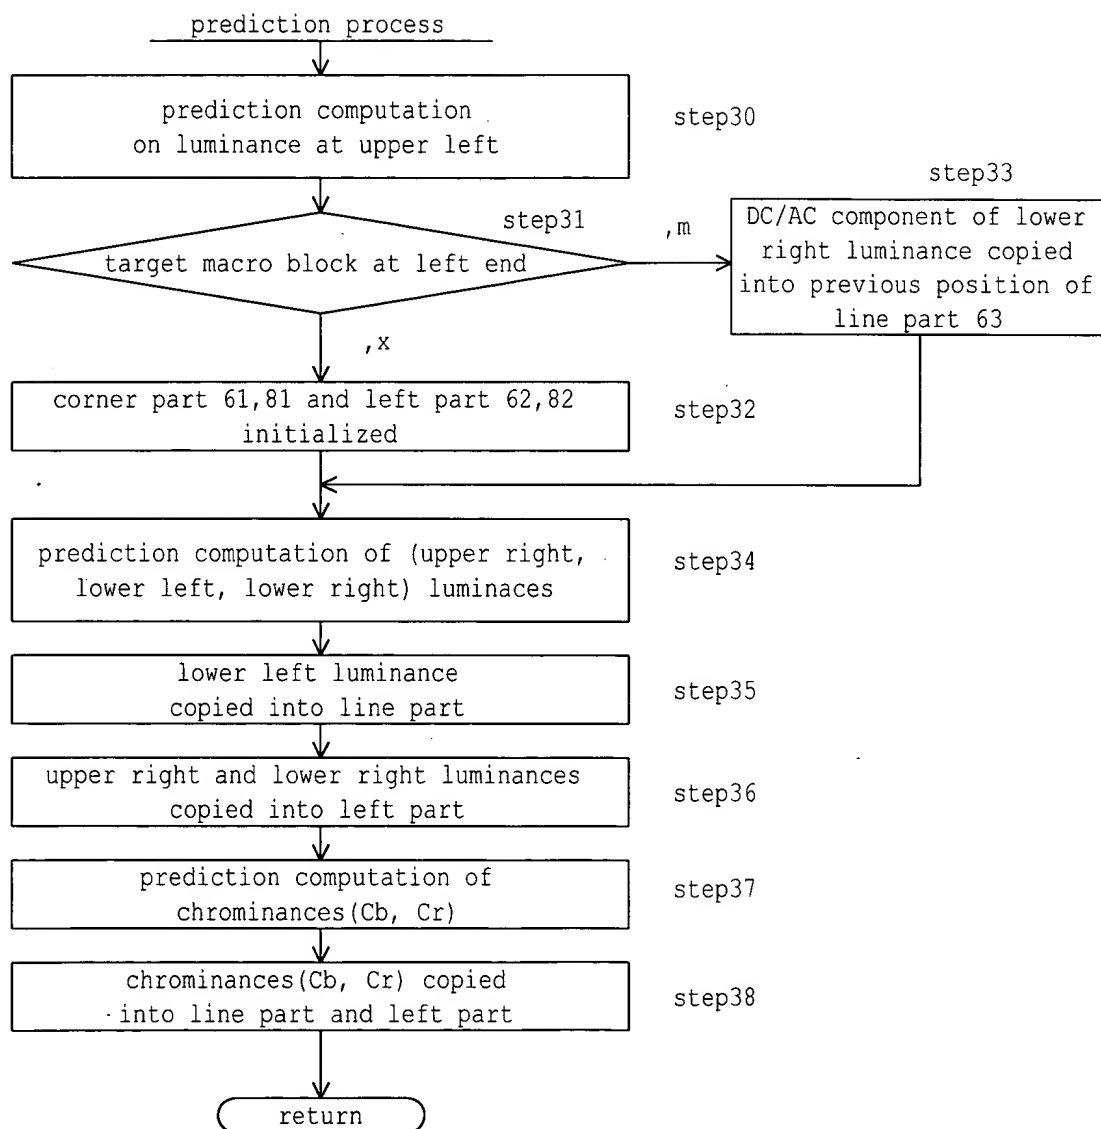 prediction process
prediction computation
on luminance at upper left
step30
step33
step31
target macro block at left end
,m
DC/AC component of lower
right luminance copied
into previous position of
line part 63
,x
corner part 61,81 and left part 62,82
initialized
step32
prediction computation of (upper right,
lower left, lower right) luminaces
step34
lower left luminance
copied into line part
step35
upper right and lower right luminances
copied into left part
step36
prediction computation of
chrominances(Cb, Cr)
step37
chrominances(Cb, Cr) copied
into line part and left part
step38
return